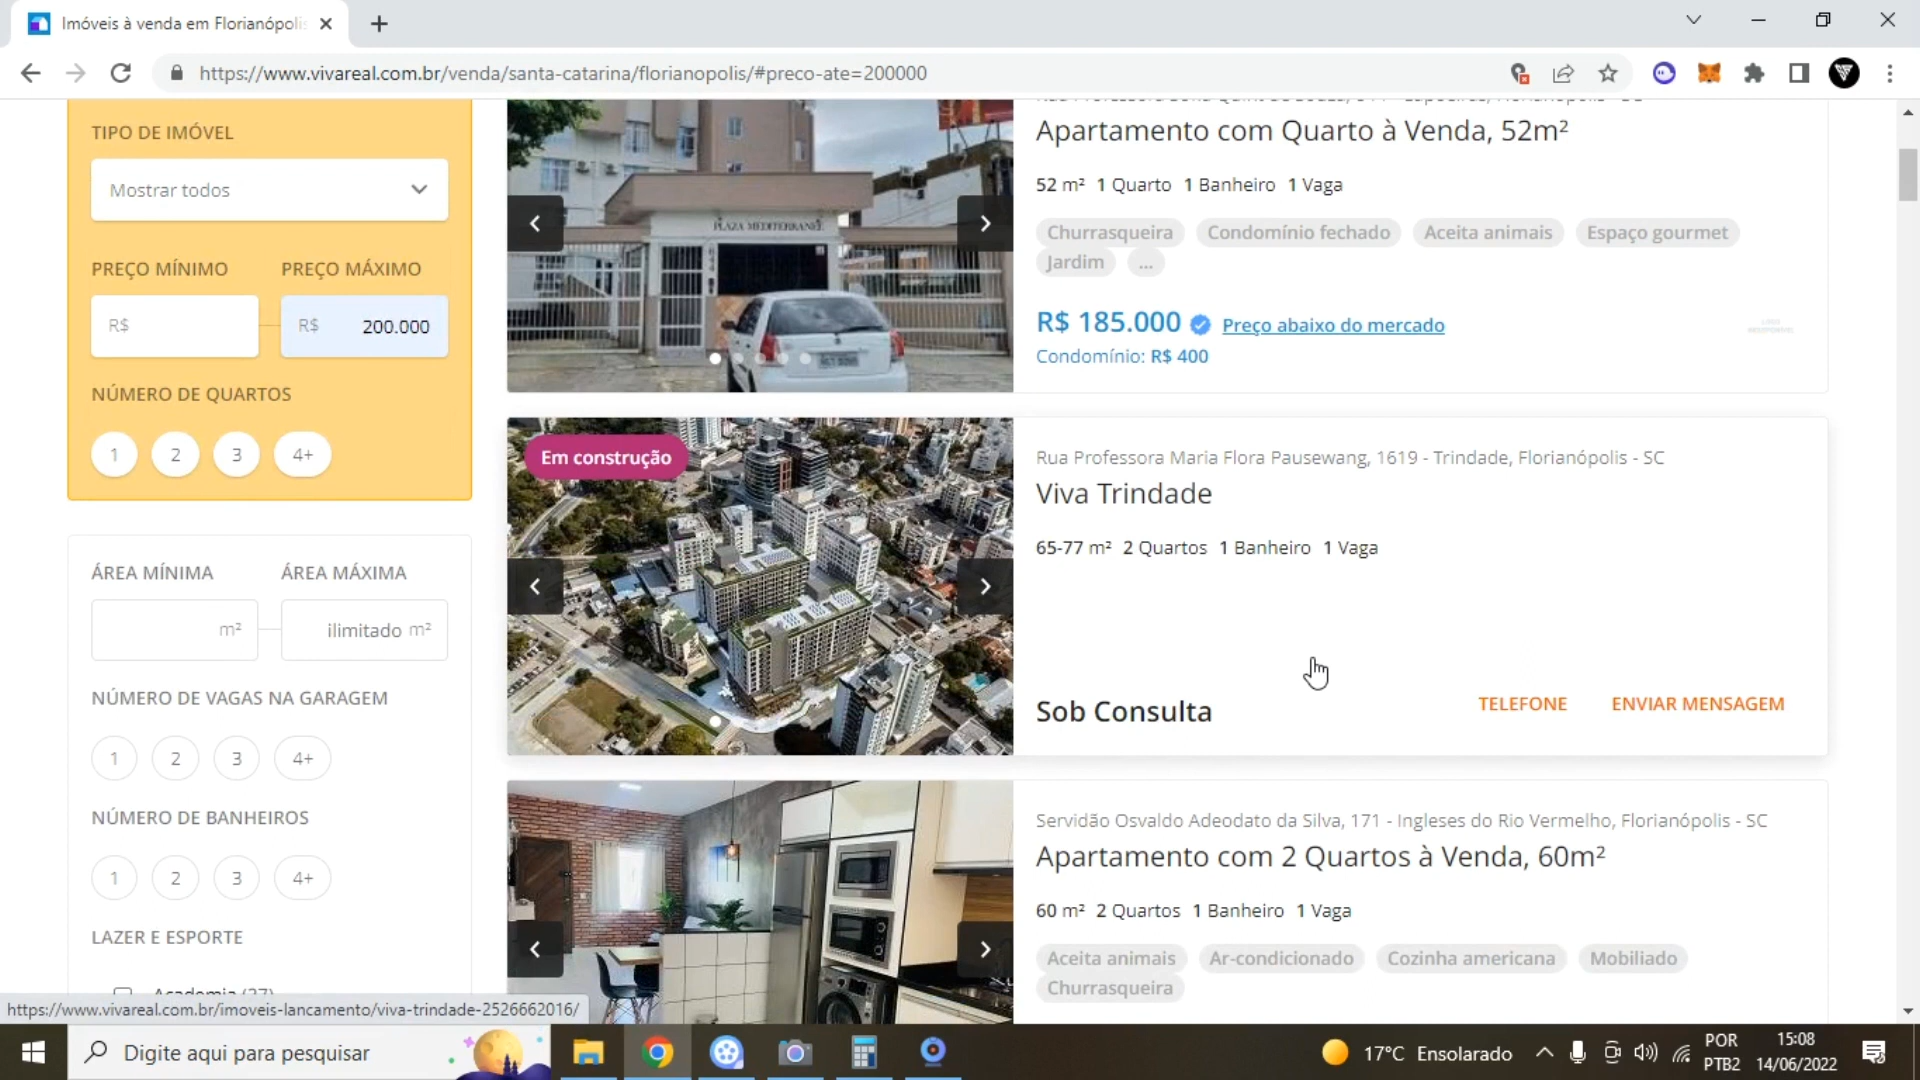 Imóveis à venda em Florianópoli
https://www.vivareal.com.br/venda/santa-catarina/florianopolis/#preco-ate=200000
TIPO DE IMÓVEL
Mostrar todos
PREÇO MÍNIMO PREÇO MÁXIMO
R$ R$ 200.000
NÚMERO DE QUARTOS
1 2 3 4+
ÁREA MÍNIMA ÁREA MÁXIMA
m² ilimitado m²
NÚMERO DE VAGAS NA GARAGEM
1 2 3 4+
NÚMERO DE BANHEIROS
1 2 3 4+
LAZER E ESPORTE
Academia (27)
https://www.vivareal.com.br/imoveis-lancamento/viva-trindade-2526662016/
PLAZA MEDITERRANÉE
Apartamento com Quarto à Venda, 52m²
52 m² 1 Quarto 1 Banheiro 1 Vaga
Churrasqueira Condomínio fechado Aceita animais Espaço gourmet
Jardim ...
R$ 185.000 Preço abaixo do mercado
Condomínio: R$ 400
Em construção
Rua Professora Maria Flora Pausewang, 1619 - Trindade, Florianópolis - SC
Viva Trindade
65-77 m² 2 Quartos 1 Banheiro 1 Vaga
Sob Consulta
TELEFONE ENVIAR MENSAGEM
Servidão Osvaldo Adeodato da Silva, 171 - Ingleses do Rio Vermelho, Florianópolis - SC
Apartamento com 2 Quartos à Venda, 60m²
60 m² 2 Quartos 1 Banheiro 1 Vaga
Aceita animais Ar-condicionado Cozinha americana Mobiliado
Churrasqueira
Digite aqui para pesquisar
17°C Ensolarado
POR
PTB2
15:08
14/06/2022